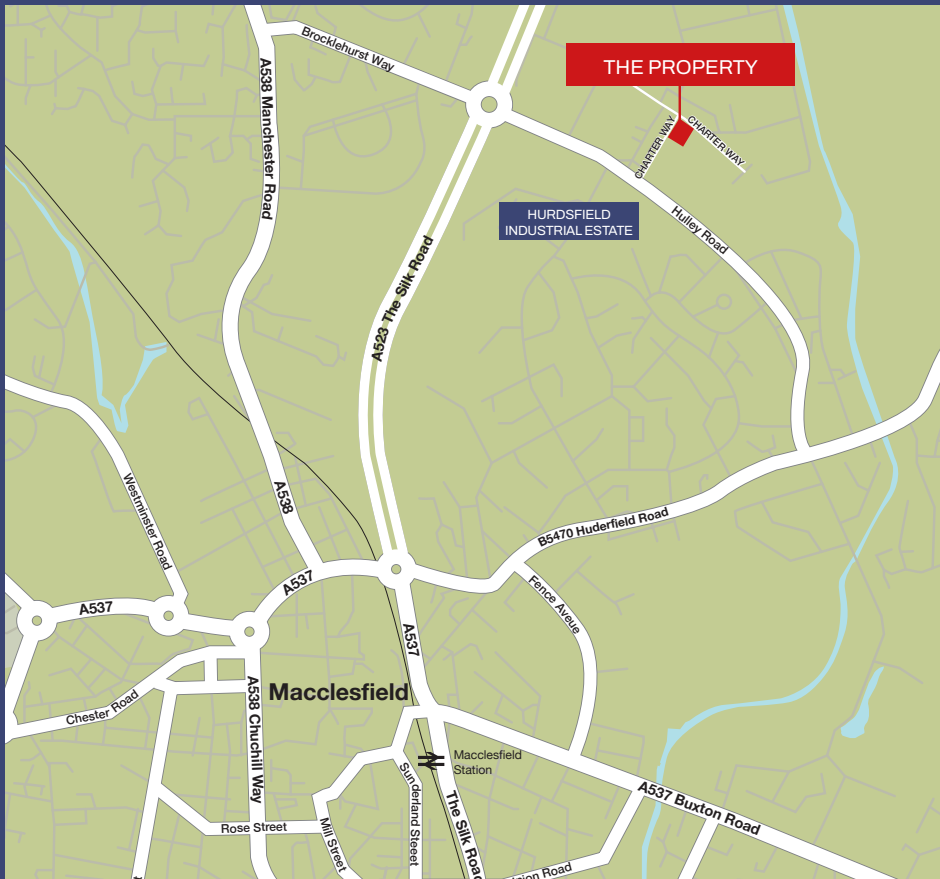 Brocklehurst Way
THE PROPERTY
A538 Manchester Road
CHARTER WAY
CHARTER WAY
HURDSFIELD
INDUSTRIAL ESTATE
Hulley Road
A523 The Silk Road
Westminster Road
A538
B5470 Huderfield Road
A537
A537
Fence Aveue
A537
Macclesfield
A538 Chuchill Way
Chester Road
Macclesfield
Station
Sunderland Steeet
The Silk Road
A537 Buxton Road
Rose Street
Mill Street
Road